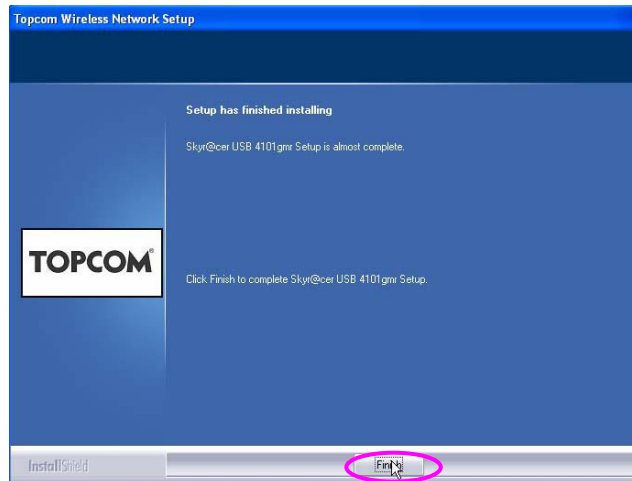 Topcom Wireless Network Setup
Setup has finished installing
Skyr@cer USB 4101gmr Setup is almost complete.
TOPCOM®
Click Finish to complete Skyr@cer USB 4101gmr Setup.
InstallShield
Finish